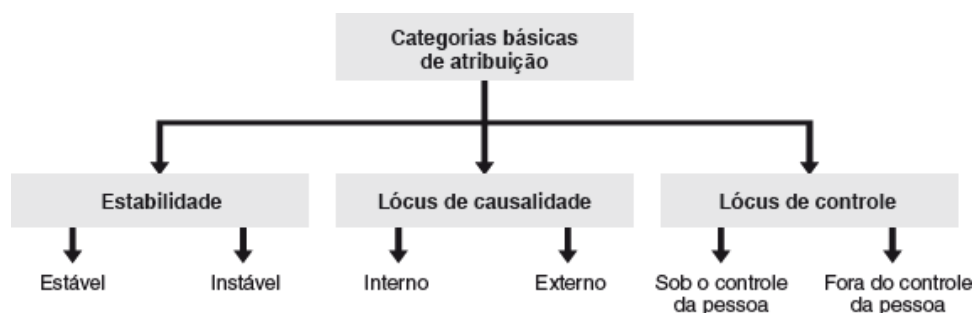 Categorias básicas
de atribuição
Estabilidade
Lócus de causalidade
Lócus de controle
Estável
Instável
Interno
Externo
Sob o controle
da pessoa
Fora do controle
da pessoa